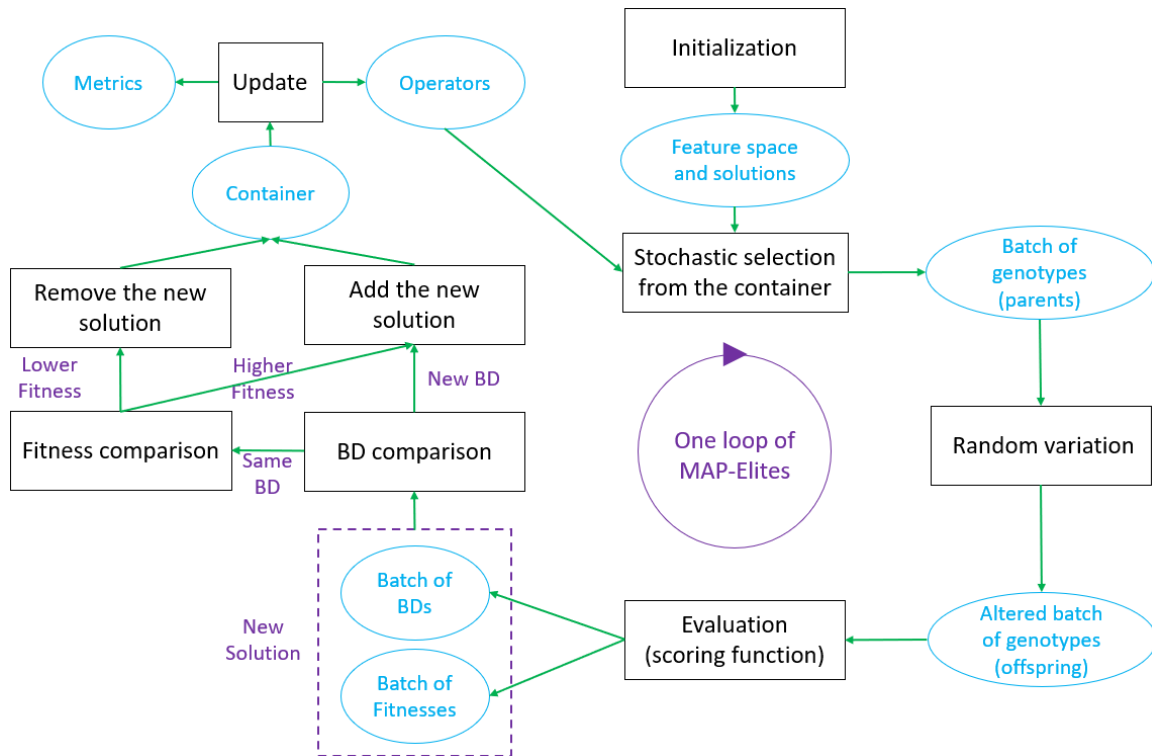 Initialization
Metrics
Update
Operators
Feature space
and solutions
Container
Stochastic selection
from the container
Batch of
genotypes
(parents)
Remove the new
solution
Add the new
solution
Lower
Fitness
Higher
Fitness
New BD
Fitness comparison
Same
BD
BD comparison
One loop of
MAP-Elites
Random variation
Batch of
BDs
New
Solution
Batch of
Fitnesses
Evaluation
(scoring function)
Altered batch
of genotypes
(offspring)